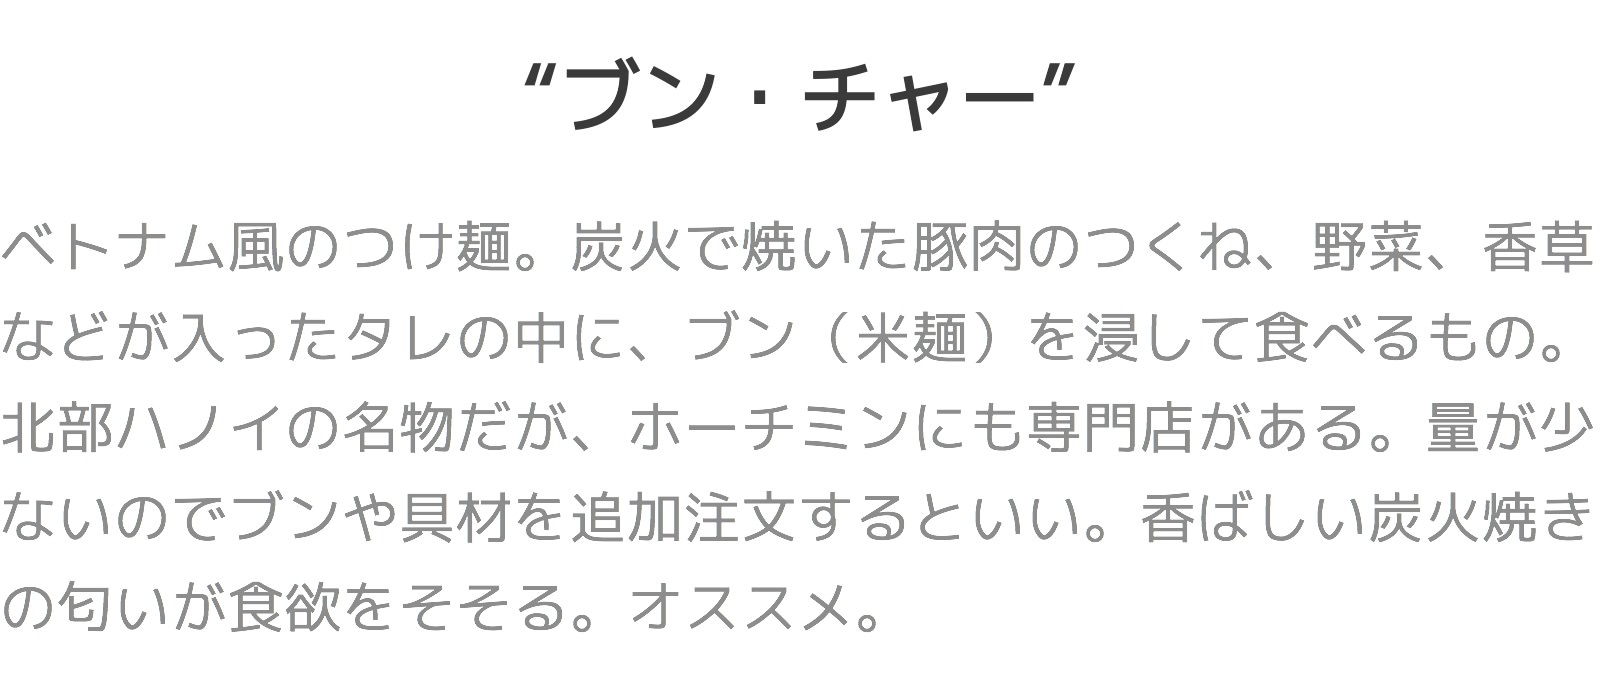 “ブン・チャー”
ベトナム風のつけ麺。炭火で焼いた豚肉のつくね、野菜、香草
などが入ったタレの中に、ブン（米麺）を浸して食べるもの。
北部ハノイの名物だが、ホーチミンにも専門店がある。量が少
ないのでブンや具材を追加注文するといい。香ばしい炭火焼き
の匂いが食欲をそそる。オススメ。